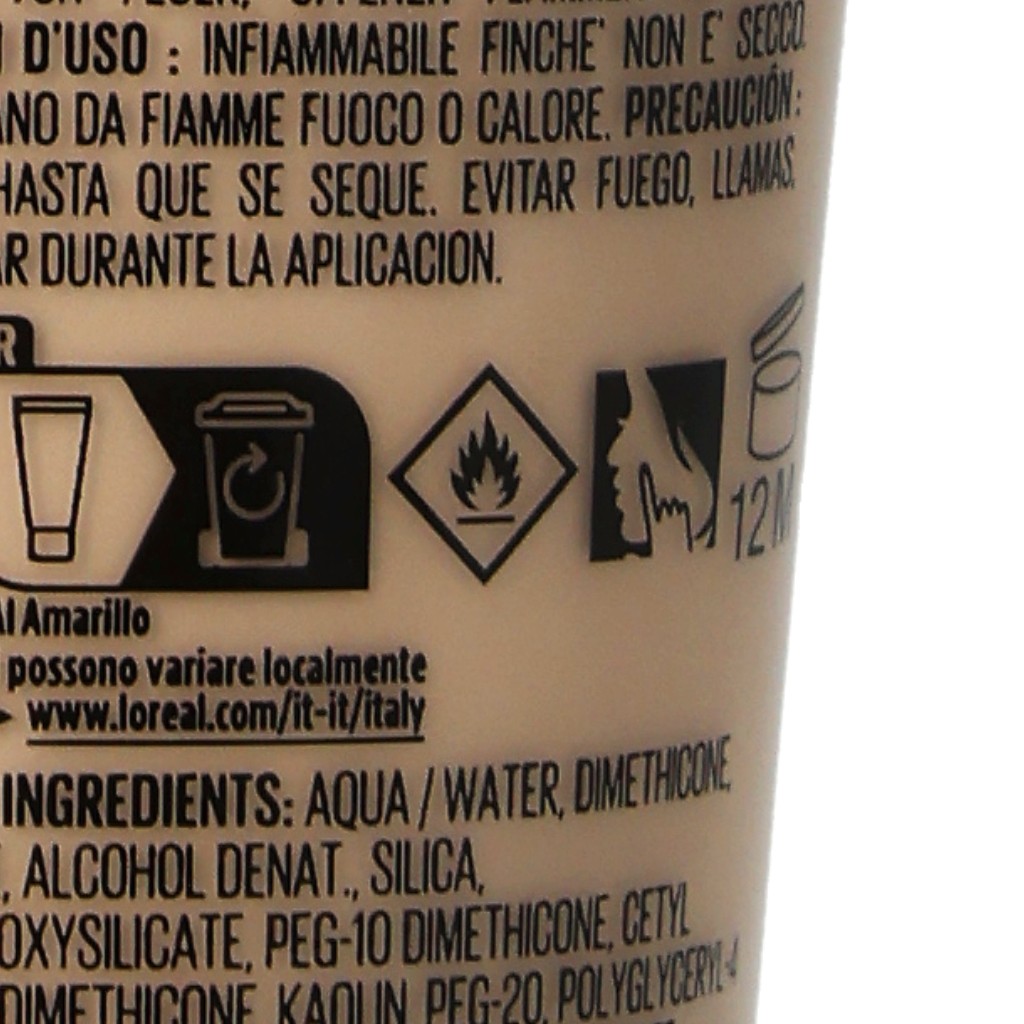 D'USO : INFIAMMABILE FINCHE' NON E' SECCO.
ANO DA FIAMME FUOCO O CALORE. PRECAUCIÓN:
HASTA QUE SE SEQUE. EVITAR FUEGO, LLAMAS,
AR DURANTE LA APLICACION.
R
12 M
Al Amarillo
possono variare localmente
www.loreal.com/it-it/italy
INGREDIENTS: AQUA / WATER, DIMETHICONE,
, ALCOHOL DENAT., SILICA,
OXYSILICATE, PEG-10 DIMETHICONE, CETYL
DIMETHICONE, KAOLIN, PEG-20, POLYGLYCERYL-4